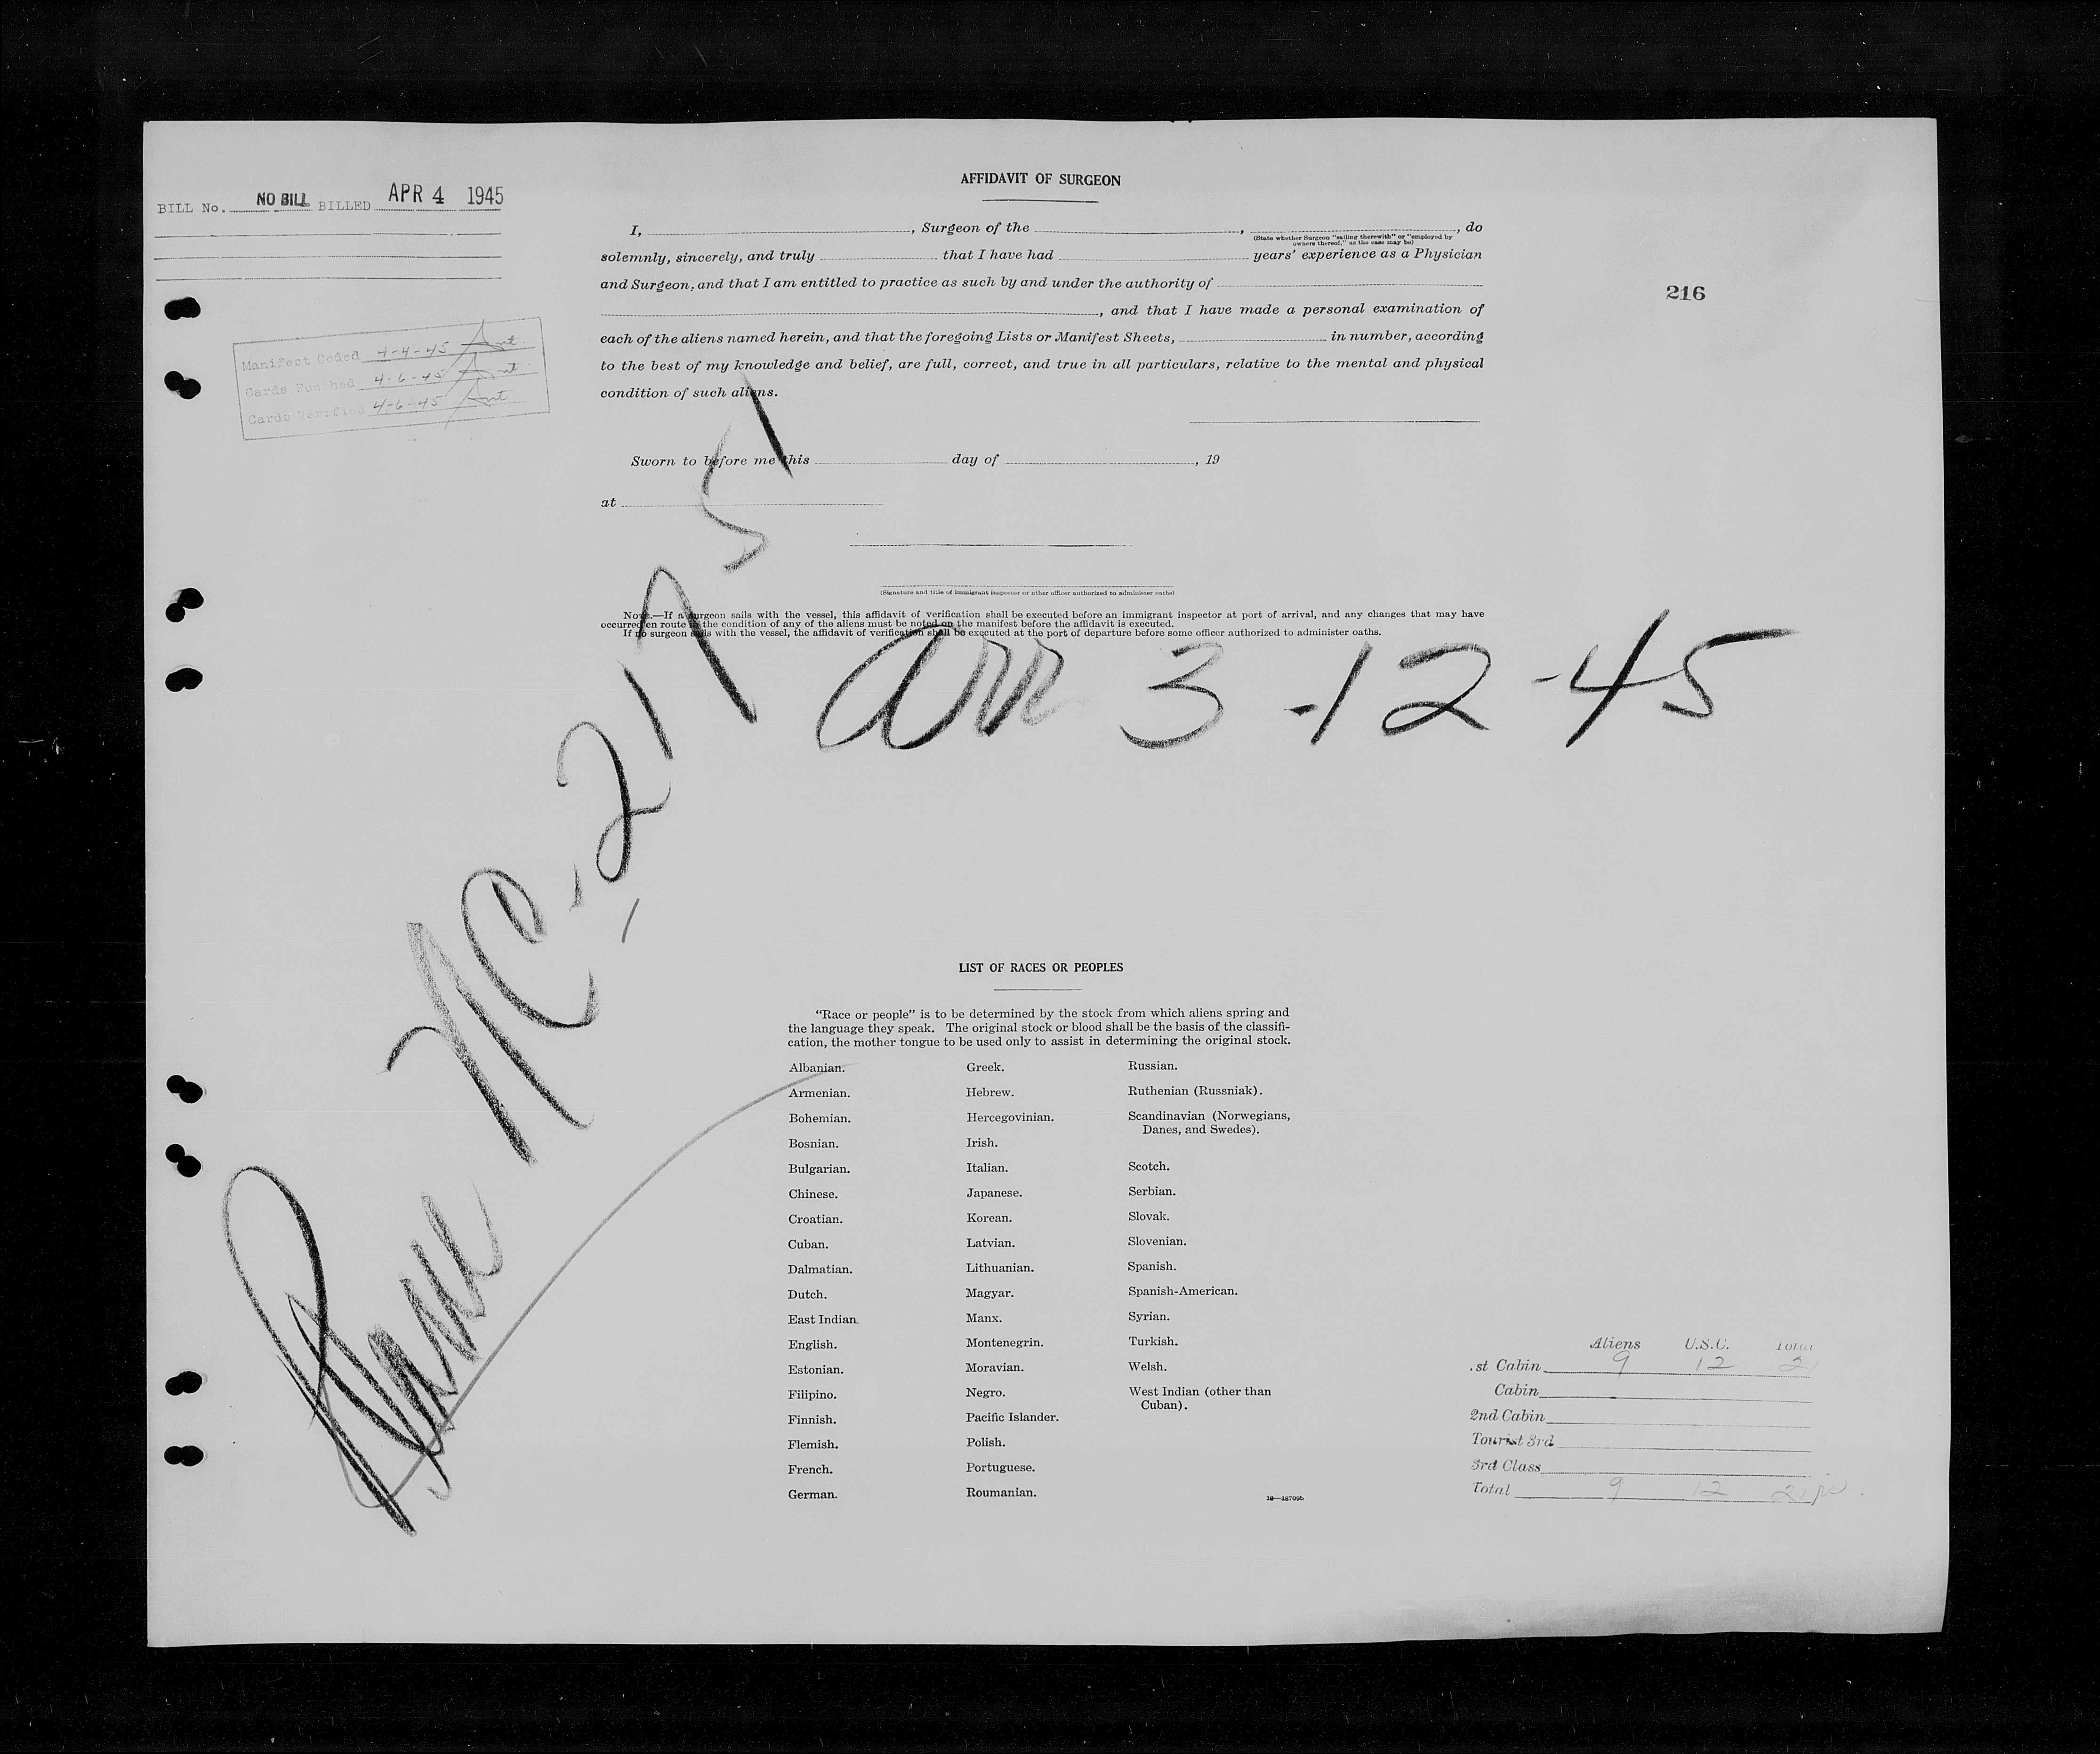 AFFIDAVIT OF SURGEON
BILL No. NO BILL BILLED APR 4 1945
I, , Surgeon of the , , do
(State whether Surgeon "sailing therewith" or "employed by
owners thereof," as the case may be)
solemnly, sincerely, and truly that I have had years' experience as a Physician
and Surgeon, and that I am entitled to practice as such by and under the authority of
, and that I have made a personal examination of
each of the aliens named herein, and that the foregoing Lists or Manifest Sheets, in number, according
to the best of my knowledge and belief, are full, correct, and true in all particulars, relative to the mental and physical
condition of such aliens.
216
Manifest Coded 4-4-45
Cards Punched 4-6-45
Cards Verified 4-6-45
Sworn to before me this day of , 19
at
(Signature and title of immigrant inspector or other officer authorized to administer oaths)
Note.—If a surgeon sails with the vessel, this affidavit of verification shall be executed before an immigrant inspector at port of arrival, and any changes that may have
occurred en route in the condition of any of the aliens must be noted on the manifest before the affidavit is executed.
If no surgeon sails with the vessel, the affidavit of verification shall be executed at the port of departure before some officer authorized to administer oaths.
Arr 3-12-45
Plane NC-21751
LIST OF RACES OR PEOPLES
"Race or people" is to be determined by the stock from which aliens spring and
the language they speak. The original stock or blood shall be the basis of the classifi-
cation, the mother tongue to be used only to assist in determining the original stock.
Albanian.
Armenian.
Bohemian.
Bosnian.
Bulgarian.
Chinese.
Croatian.
Cuban.
Dalmatian.
Dutch.
East Indian
English.
Estonian.
Filipino.
Finnish.
Flemish.
French.
German.
Greek.
Hebrew.
Hercegovinian.
Irish.
Italian.
Japanese.
Korean.
Latvian.
Lithuanian.
Magyar.
Manx.
Montenegrin.
Moravian.
Negro.
Pacific Islander.
Polish.
Portuguese.
Roumanian.
Russian.
Ruthenian (Russniak).
Scandinavian (Norwegians,
Danes, and Swedes).
Scotch.
Serbian.
Slovak.
Slovenian.
Spanish.
Spanish-American.
Syrian.
Turkish.
Welsh.
West Indian (other than
Cuban).
Aliens U.S.C. Total
st Cabin 9 12 21
Cabin
2nd Cabin
Tourist 3rd
3rd Class
Total 9 12 21